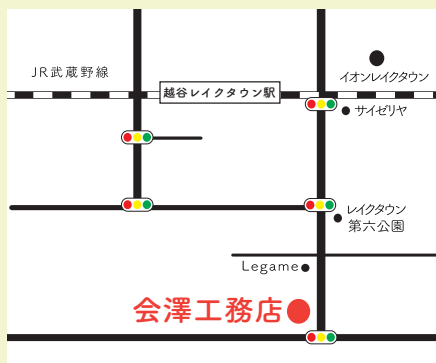 JR武蔵野線
越谷レイクタウン駅
イオンレイクタウン
サイゼリヤ
レイクタウン
第六公園
Legame
会澤工務店